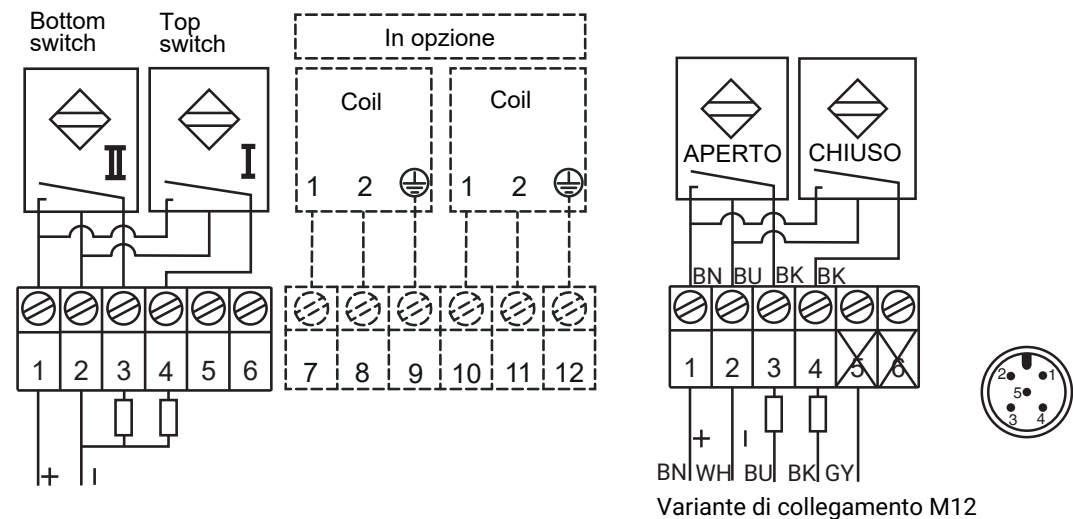 Bottom
switch
Top
switch
In opzione
Coil
Coil
II
I
1 2
1 2
1 2 3 4 5 6
7 8 9 10 11 12
+ −
APERTO
CHIUSO
BN BU BK BK
1 2 3 4 5 6
+ −
BN WH BU BK GY
2 1
5
3 4
Variante di collegamento M12